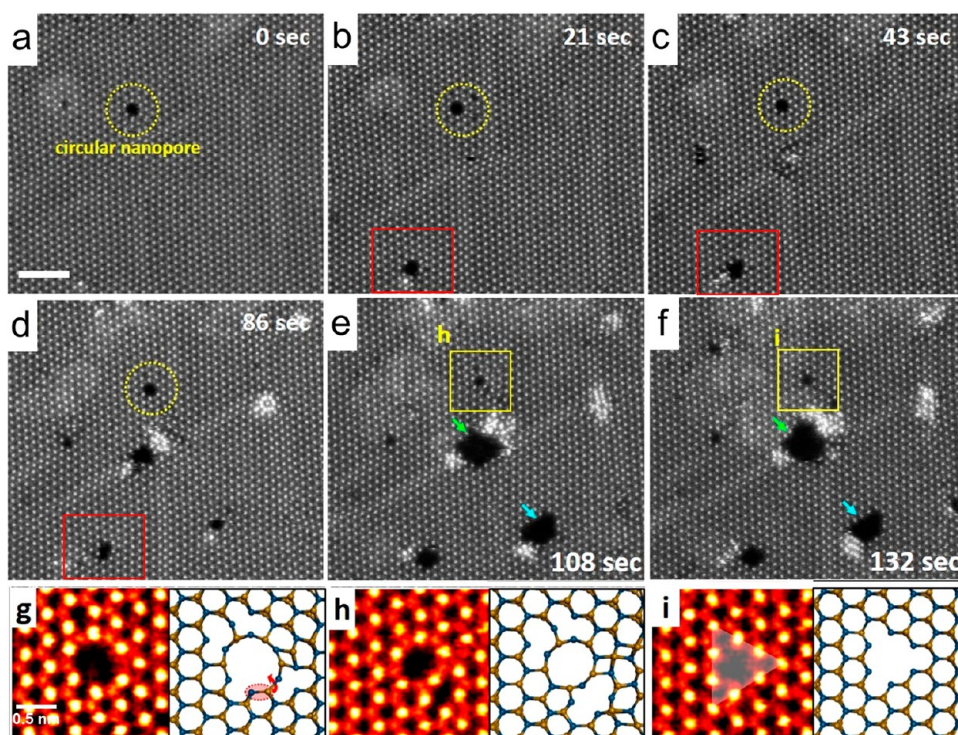 a
0 sec
circular nanopore
b
21 sec
c
43 sec
d
86 sec
e
h
108 sec
f
i
132 sec
g
0.5 nm
h
i